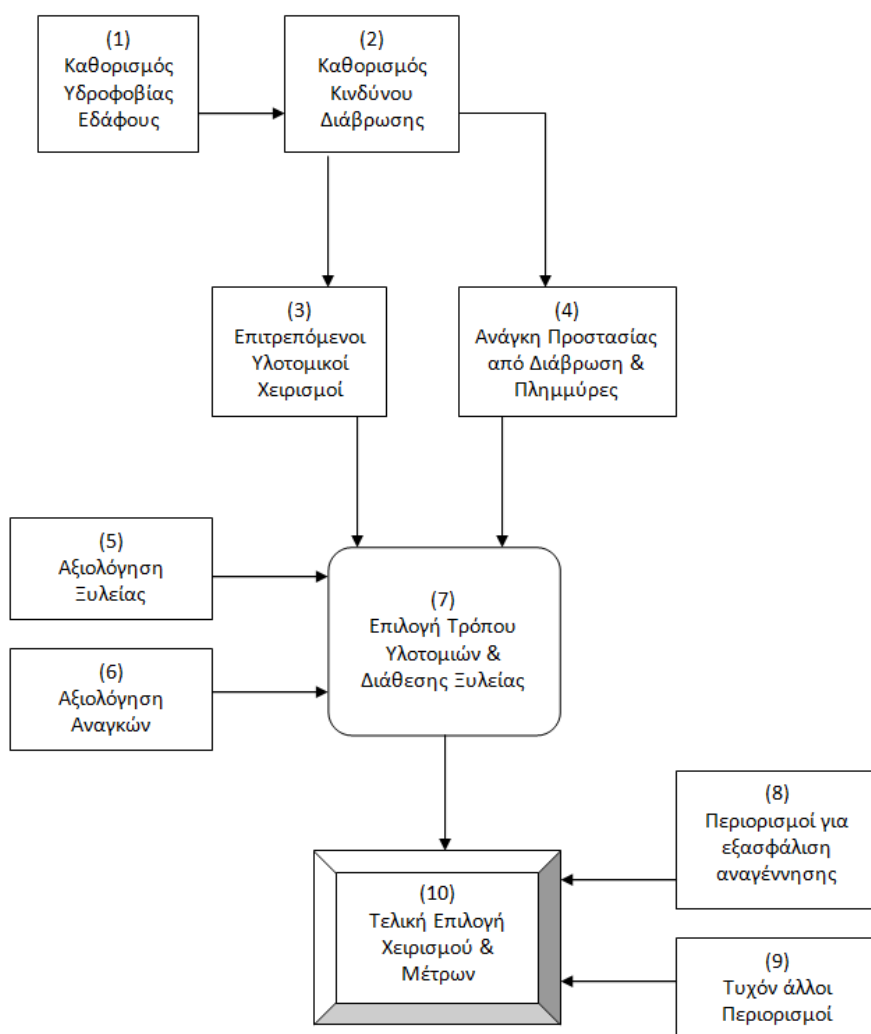 (1)
Καθορισμός
Υδροφοβίας
Εδάφους
(2)
Καθορισμός
Κινδύνου
Διάβρωσης
(3)
Επιτρεπόμενοι
Υλοτομικοί
Χειρισμοί
(4)
Ανάγκη Προστασίας
από Διάβρωση &
Πλημμύρες
(5)
Αξιολόγηση
Ξυλείας
(6)
Αξιολόγηση
Αναγκών
(7)
Επιλογή Τρόπου
Υλοτομιών &
Διάθεσης Ξυλείας
(8)
Περιορισμοί για
εξασφάλιση
αναγέννησης
(9)
Τυχόν άλλοι
Περιορισμοί
(10)
Τελική Επιλογή
Χειρισμού &
Μέτρων